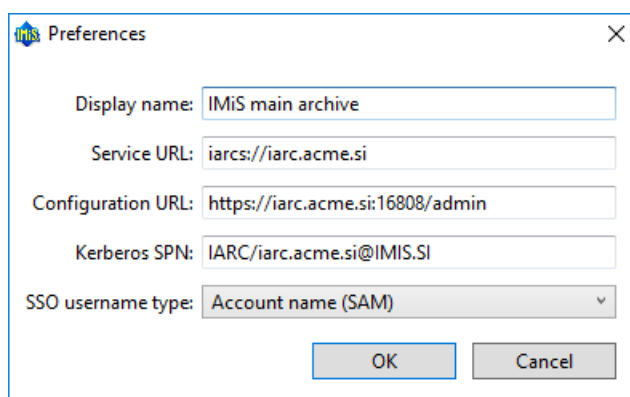 IMiS Preferences
Display name: IMiS main archive
Service URL: iarcs://iarc.acme.si
Configuration URL: https://iarc.acme.si:16808/admin
Kerberos SPN: IARC/iarc.acme.si@IMIS.SI
SSO username type: Account name (SAM)
OK Cancel